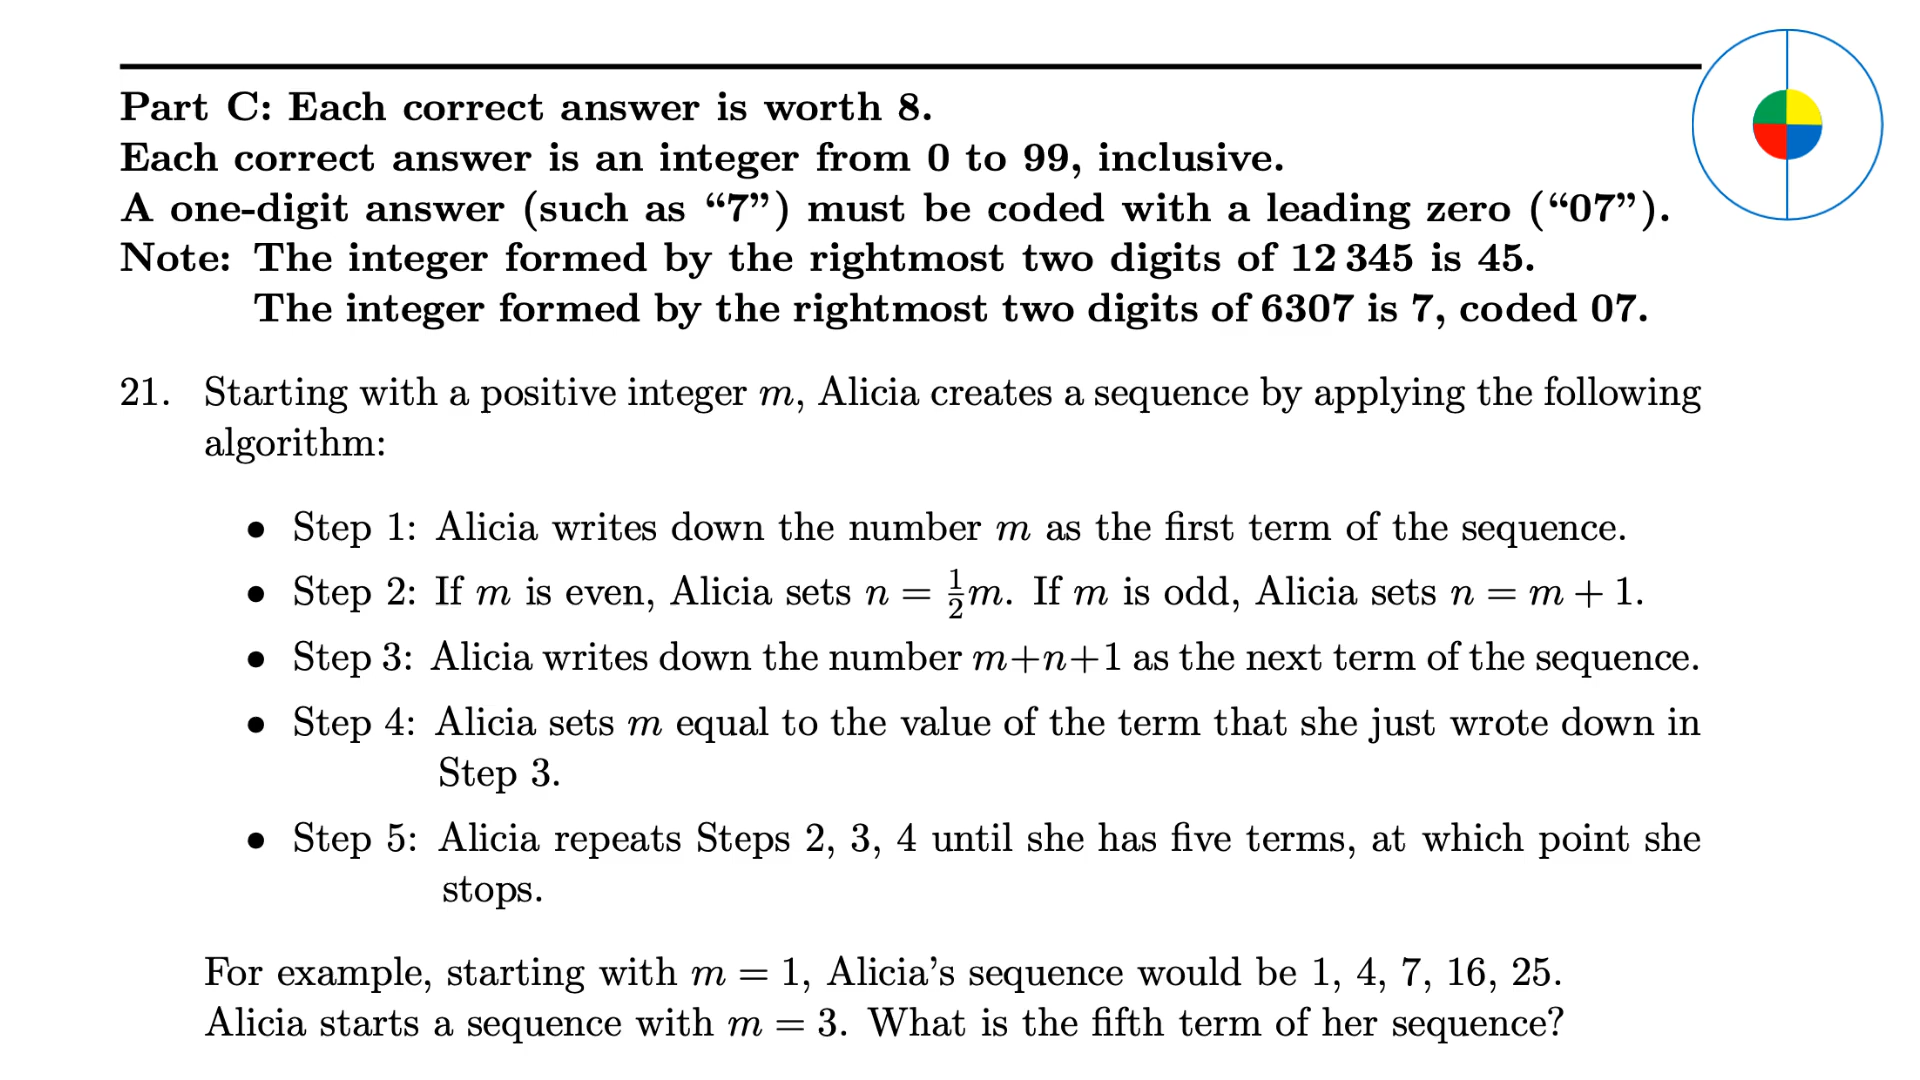 Part C: Each correct answer is worth 8.
Each correct answer is an integer from 0 to 99, inclusive.
A one-digit answer (such as “7”) must be coded with a leading zero (“07”).
Note: The integer formed by the rightmost two digits of 12 345 is 45.
The integer formed by the rightmost two digits of 6307 is 7, coded 07.
21. Starting with a positive integer m, Alicia creates a sequence by applying the following
algorithm:
• Step 1: Alicia writes down the number m as the first term of the sequence.
• Step 2: If m is even, Alicia sets n = ½m. If m is odd, Alicia sets n = m + 1.
• Step 3: Alicia writes down the number m+n+1 as the next term of the sequence.
• Step 4: Alicia sets m equal to the value of the term that she just wrote down in
Step 3.
• Step 5: Alicia repeats Steps 2, 3, 4 until she has five terms, at which point she
stops.
For example, starting with m = 1, Alicia’s sequence would be 1, 4, 7, 16, 25.
Alicia starts a sequence with m = 3. What is the fifth term of her sequence?